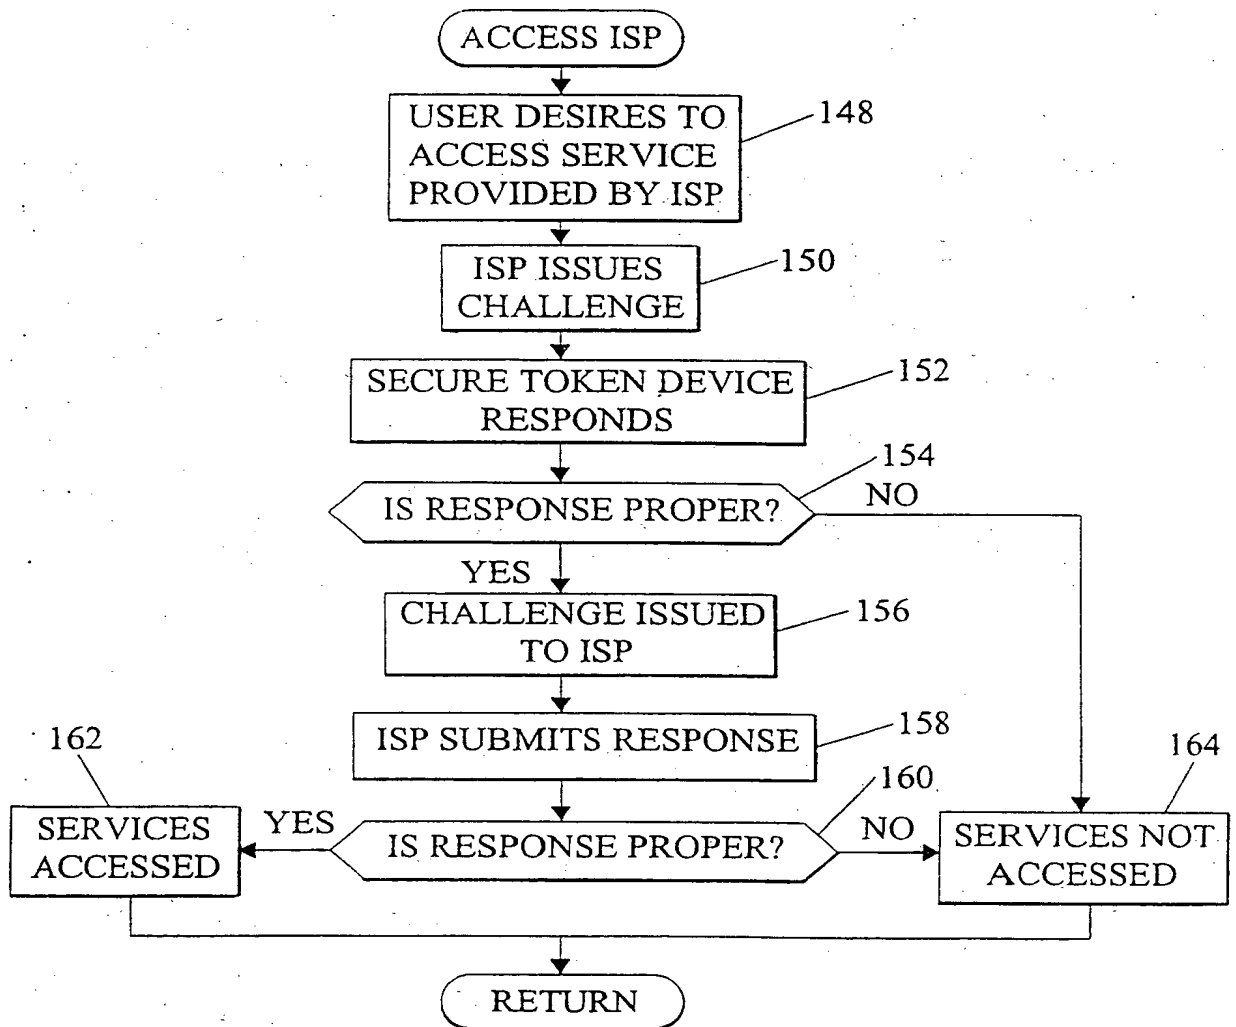 ACCESS ISP
USER DESIRES TO
ACCESS SERVICE
PROVIDED BY ISP
148
ISP ISSUES
CHALLENGE
150
SECURE TOKEN DEVICE
RESPONDS
152
154
IS RESPONSE PROPER?
NO
YES
CHALLENGE ISSUED
TO ISP
156
ISP SUBMITS RESPONSE
158
162
160
164
SERVICES
ACCESSED
YES
IS RESPONSE PROPER?
NO
SERVICES NOT
ACCESSED
RETURN